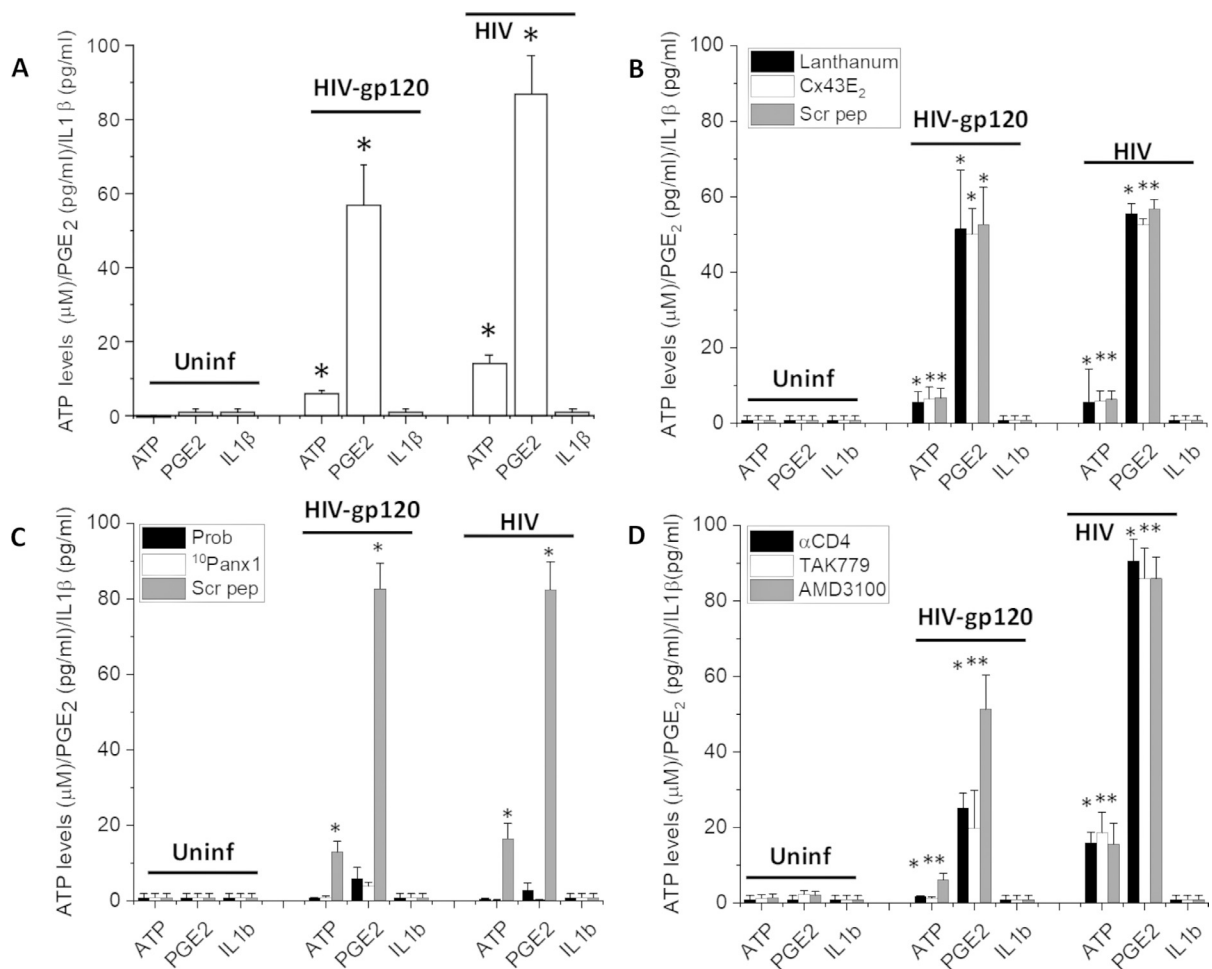 A
ATP levels (μM)/PGE2 (pg/ml)/IL1β (pg/ml)
100
80
60
40
20
0
Uninf
HIV-gp120
HIV
* * * *
ATP PGE2 IL1β ATP PGE2 IL1β ATP PGE2 IL1β
B
ATP levels (μM)/PGE2 (pg/ml)/IL1β (pg/ml)
100
80
60
40
20
0
Lanthanum
Cx43E2
Scr pep
Uninf
HIV-gp120
HIV
* ** * * * * ** * **
ATP PGE2 IL1b ATP PGE2 IL1b ATP PGE2 IL1b
C
ATP levels (μM)/PGE2 (pg/ml)/IL1β (pg/ml)
100
80
60
40
20
0
Prob
10Panx1
Scr pep
Uninf
HIV-gp120
HIV
* * * *
ATP PGE2 IL1b ATP PGE2 IL1b ATP PGE2 IL1b
D
ATP levels (μM)/PGE2 (pg/ml)/IL1β(pg/ml)
100
80
60
40
20
0
αCD4
TAK779
AMD3100
Uninf
HIV-gp120
HIV
* ** * ** * ** * **
ATP PGE2 IL1b ATP PGE2 IL1b ATP PGE2 IL1b